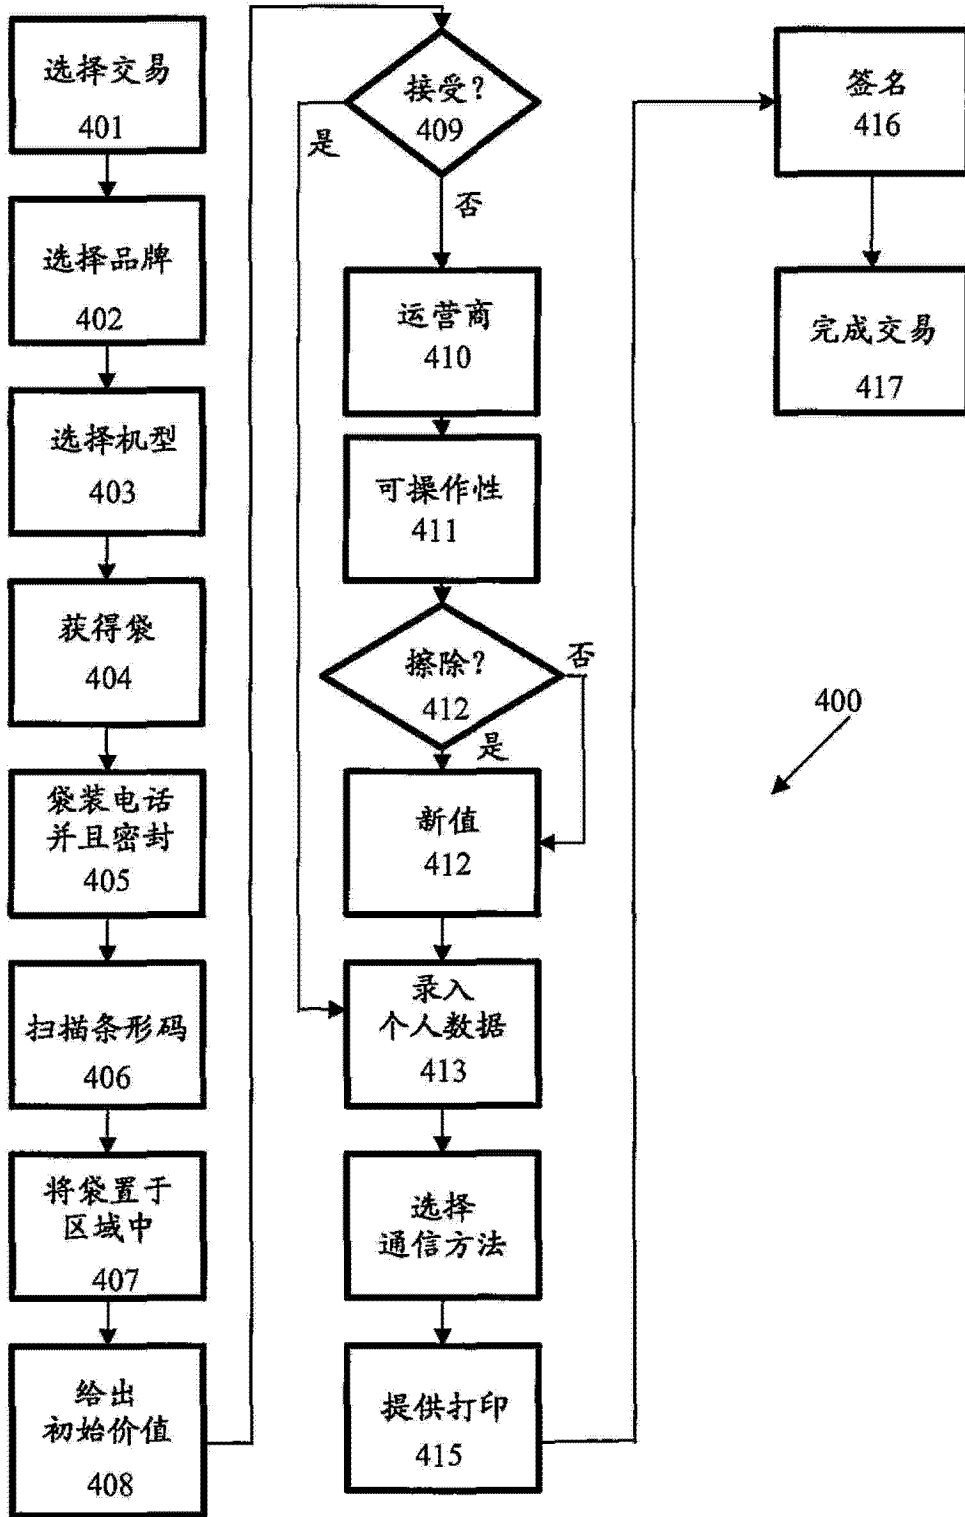 选择交易
401
选择品牌
402
选择机型
403
获得袋
404
袋装电话
并且密封
405
扫描条形码
406
将袋置于
区域中
407
给出
初始价值
408
接受?
409
是
否
运营商
410
可操作性
411
擦除?
412
否
是
新值
412
录入
个人数据
413
选择
通信方法
提供打印
415
签名
416
完成交易
417
400